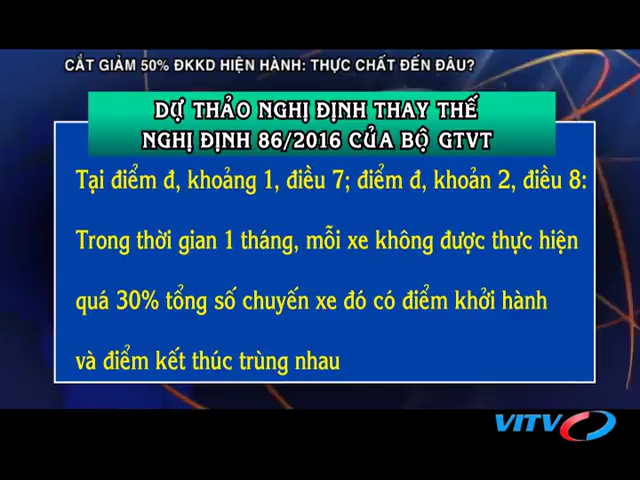 CẮT GIẢM 50% ĐKKD HIỆN HÀNH: THỰC CHẤT ĐẾN ĐÂU?
DỰ THẢO NGHỊ ĐỊNH THAY THẾ
NGHỊ ĐỊNH 86/2016 CỦA BỘ GTVT
Tại điểm đ, khoảng 1, điều 7; điểm đ, khoản 2, điều 8:
Trong thời gian 1 tháng, mỗi xe không được thực hiện
quá 30% tổng số chuyến xe đó có điểm khởi hành
và điểm kết thúc trùng nhau
VITV